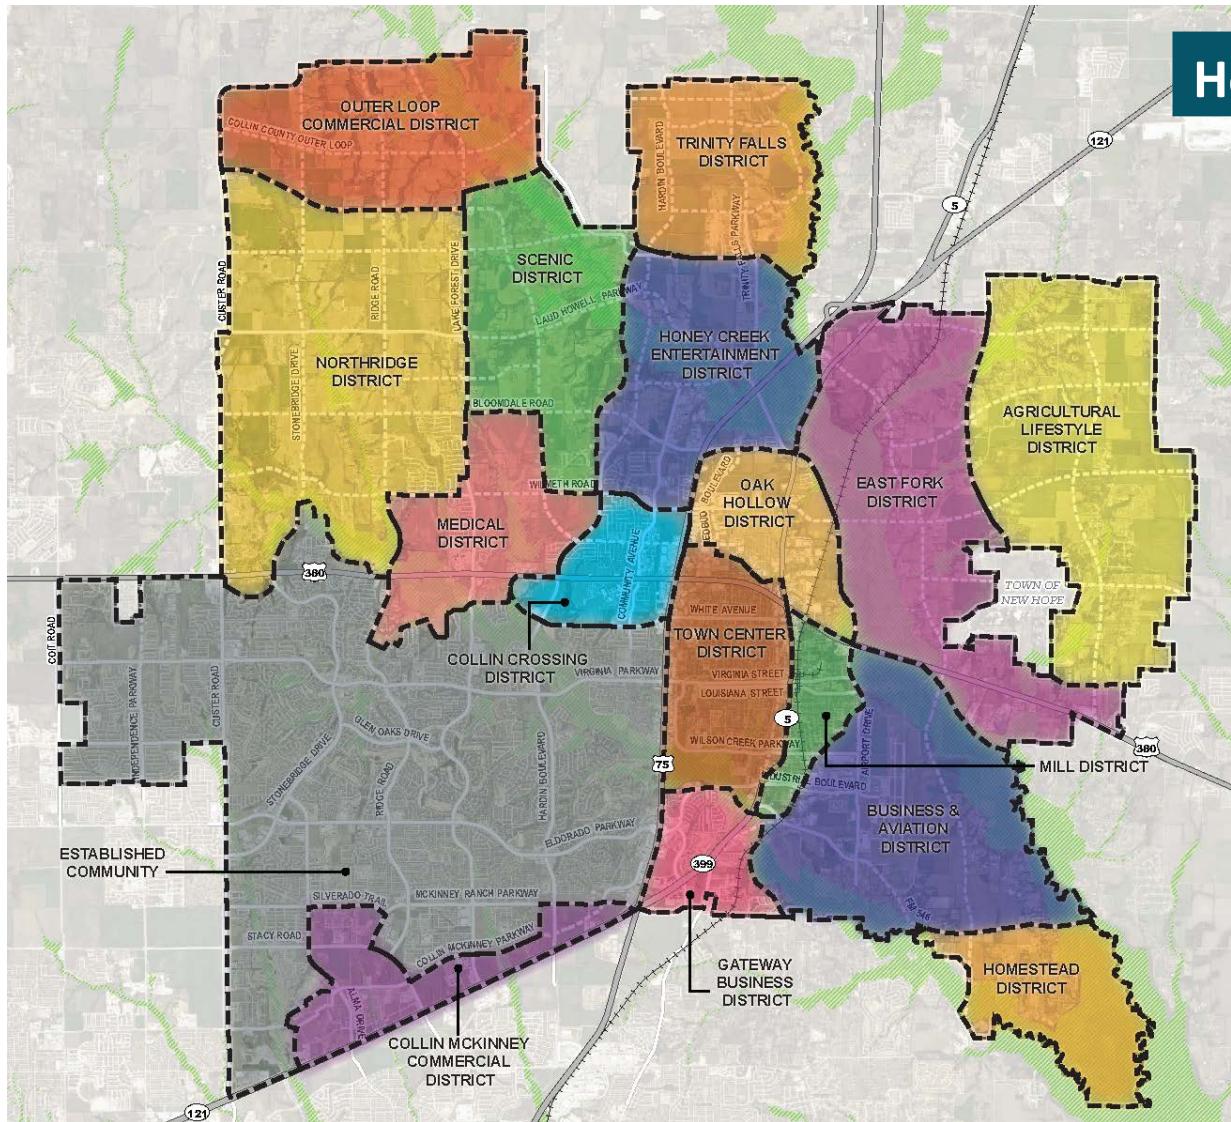 He
OUTER LOOP
COMMERCIAL DISTRICT
COLLIN COUNTY OUTER LOOP
HARDIN BOULEVARD
TRINITY FALLS
DISTRICT
TRINITY FALLS PARKWAY
121
5
CUSTER ROAD
RIDGE ROAD
LAKE FOREST DRIVE
SCENIC
DISTRICT
LAUD HOWELL PARKWAY
HONEY CREEK
ENTERTAINMENT
DISTRICT
STONEBRIDGE DRIVE
NORTHRIDGE
DISTRICT
BLOOMDALE ROAD
AGRICULTURAL
LIFESTYLE
DISTRICT
WILMETH ROAD
OAK
HOLLOW
DISTRICT
EAST FORK
DISTRICT
MEDICAL
DISTRICT
COMMUNITY AVENUE
380
TOWN OF
NEW HOPE
WHITE AVENUE
TOWN CENTER
DISTRICT
COLLIN CROSSING
DISTRICT
VIRGINIA PARKWAY
VIRGINIA STREET
LOUISIANA STREET
COIT ROAD
INDEPENDENCE PARKWAY
CUSTER ROAD
GLEN OAKS DRIVE
STONEBRIDGE DRIVE
RIDGE ROAD
HARDIN BOULEVARD
5
WILSON CREEK PARKWAY
AIRPORT DRIVE
380
75
MILL DISTRICT
BOULEVARD
BUSINESS &
AVIATION
DISTRICT
ELDORADO PARKWAY
ESTABLISHED
COMMUNITY
399
SILVERADO TRAIL
MCKINNEY RANCH PARKWAY
FM 546
STACY ROAD
COLLIN MCKINNEY PARKWAY
ALMA DRIVE
GATEWAY
BUSINESS
DISTRICT
HOMESTEAD
DISTRICT
COLLIN MCKINNEY
COMMERCIAL
DISTRICT
121